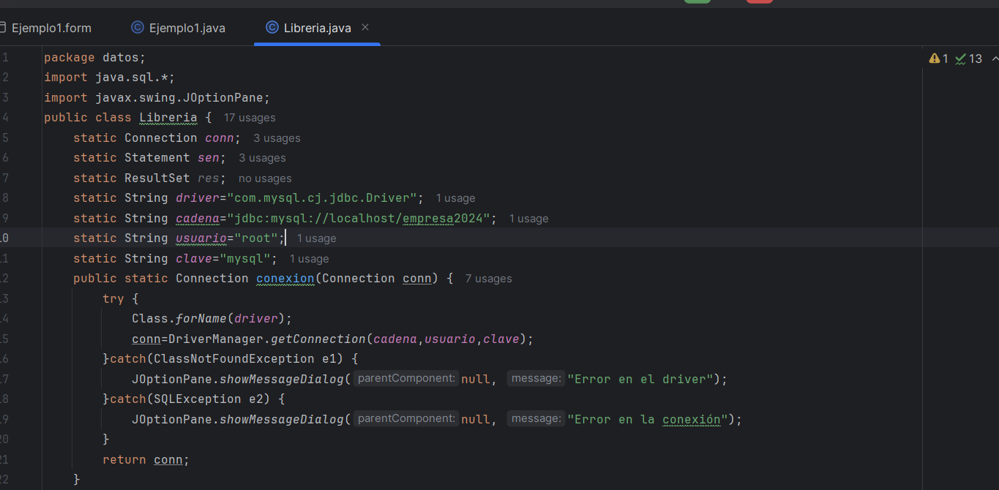 Ejemplo1.form Ejemplo1.java Libreria.java
1 13
1 package datos;
2 import java.sql.*;
3 import javax.swing.JOptionPane;
4 public class Libreria { 17 usages
5 static Connection conn; 3 usages
6 static Statement sen; 3 usages
7 static ResultSet res; no usages
8 static String driver="com.mysql.cj.jdbc.Driver"; 1 usage
9 static String cadena="jdbc:mysql://localhost/empresa2024"; 1 usage
10 static String usuario="root"; 1 usage
11 static String clave="mysql"; 1 usage
12 public static Connection conexion(Connection conn) { 7 usages
13 try {
14 Class.forName(driver);
15 conn=DriverManager.getConnection(cadena,usuario,clave);
16 }catch(ClassNotFoundException e1) {
17 JOptionPane.showMessageDialog( parentComponent: null, message: "Error en el driver");
18 }catch(SQLException e2) {
19 JOptionPane.showMessageDialog( parentComponent: null, message: "Error en la conexión");
20 }
21 return conn;
22 }